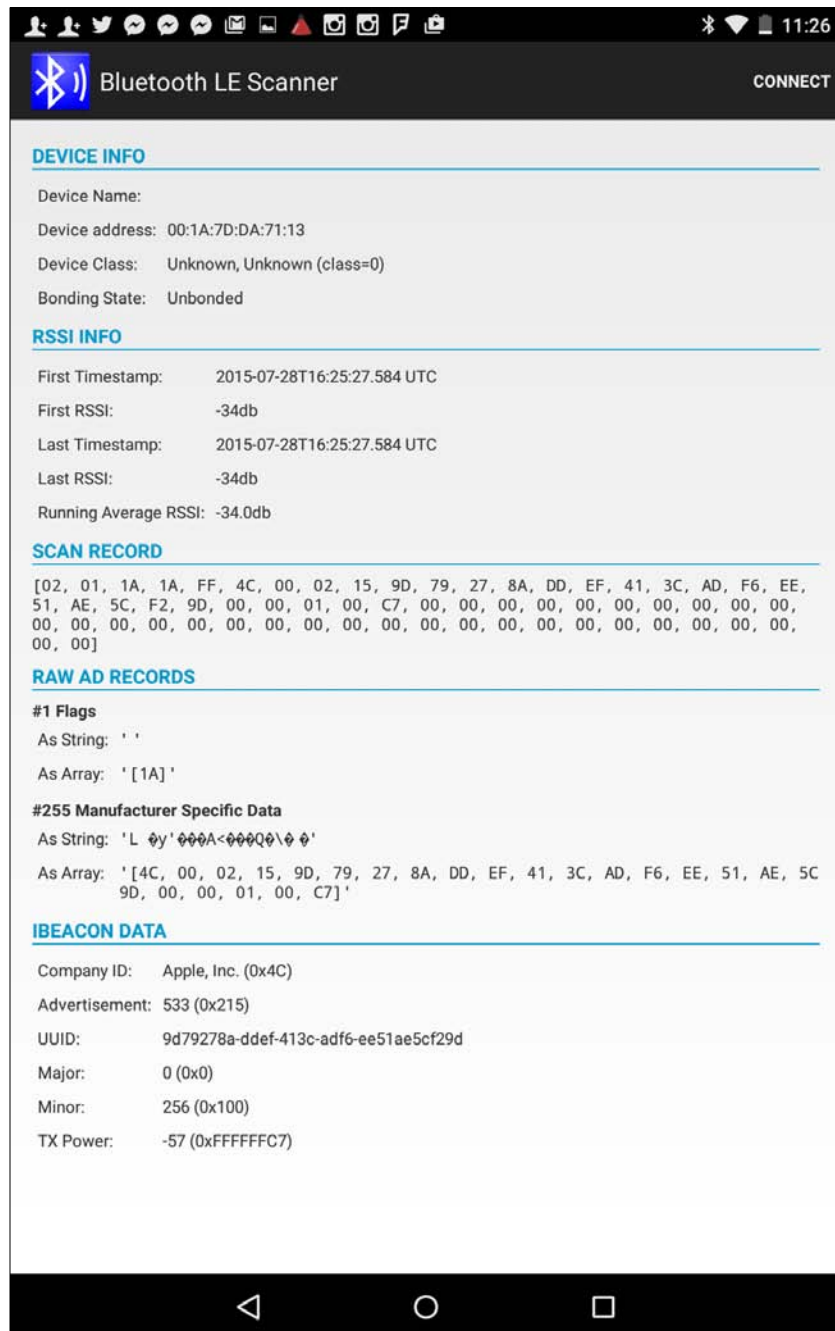 11:26
Bluetooth LE Scanner
CONNECT
DEVICE INFO
Device Name:
Device address: 00:1A:7D:DA:71:13
Device Class: Unknown, Unknown (class=0)
Bonding State: Unbonded
RSSI INFO
First Timestamp: 2015-07-28T16:25:27.584 UTC
First RSSI: -34db
Last Timestamp: 2015-07-28T16:25:27.584 UTC
Last RSSI: -34db
Running Average RSSI: -34.0db
SCAN RECORD
[02, 01, 1A, 1A, FF, 4C, 00, 02, 15, 9D, 79, 27, 8A, DD, EF, 41, 3C, AD, F6, EE,
51, AE, 5C, F2, 9D, 00, 00, 01, 00, C7, 00, 00, 00, 00, 00, 00, 00, 00, 00, 00,
00, 00, 00, 00, 00, 00, 00, 00, 00, 00, 00, 00, 00, 00, 00, 00, 00, 00, 00, 00,
00, 00]
RAW AD RECORDS
#1 Flags
As String: ' '
As Array: '[1A]'
#255 Manufacturer Specific Data
As String: 'L �y'���A<���Q�\� �'
As Array: '[4C, 00, 02, 15, 9D, 79, 27, 8A, DD, EF, 41, 3C, AD, F6, EE, 51, AE, 5C
9D, 00, 00, 01, 00, C7]'
IBEACON DATA
Company ID: Apple, Inc. (0x4C)
Advertisement: 533 (0x215)
UUID: 9d79278a-ddef-413c-adf6-ee51ae5cf29d
Major: 0 (0x0)
Minor: 256 (0x100)
TX Power: -57 (0xFFFFFFC7)